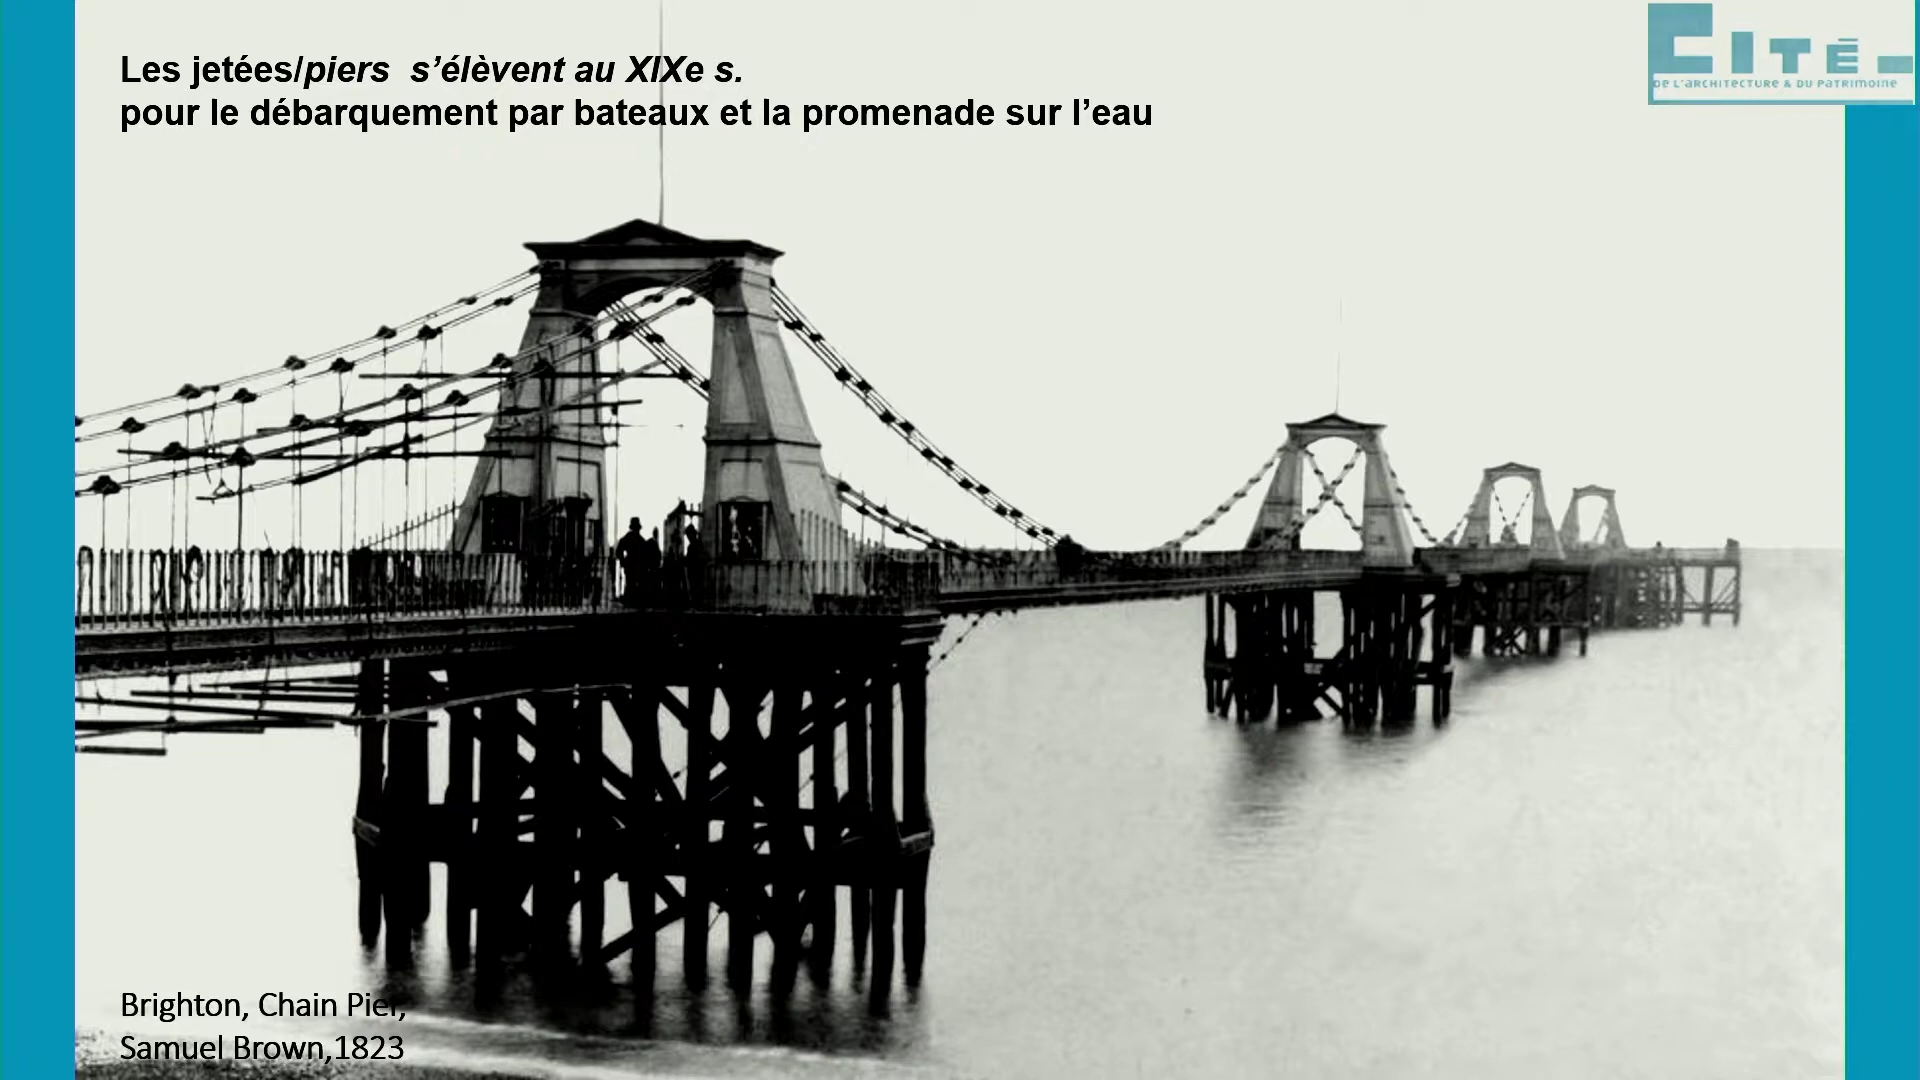 Les jetées/piers s’élèvent au XIXe s.
pour le débarquement par bateaux et la promenade sur l’eau
CITÉ
DE L'ARCHITECTURE & DU PATRIMOINE
Brighton, Chain Pier,
Samuel Brown,1823